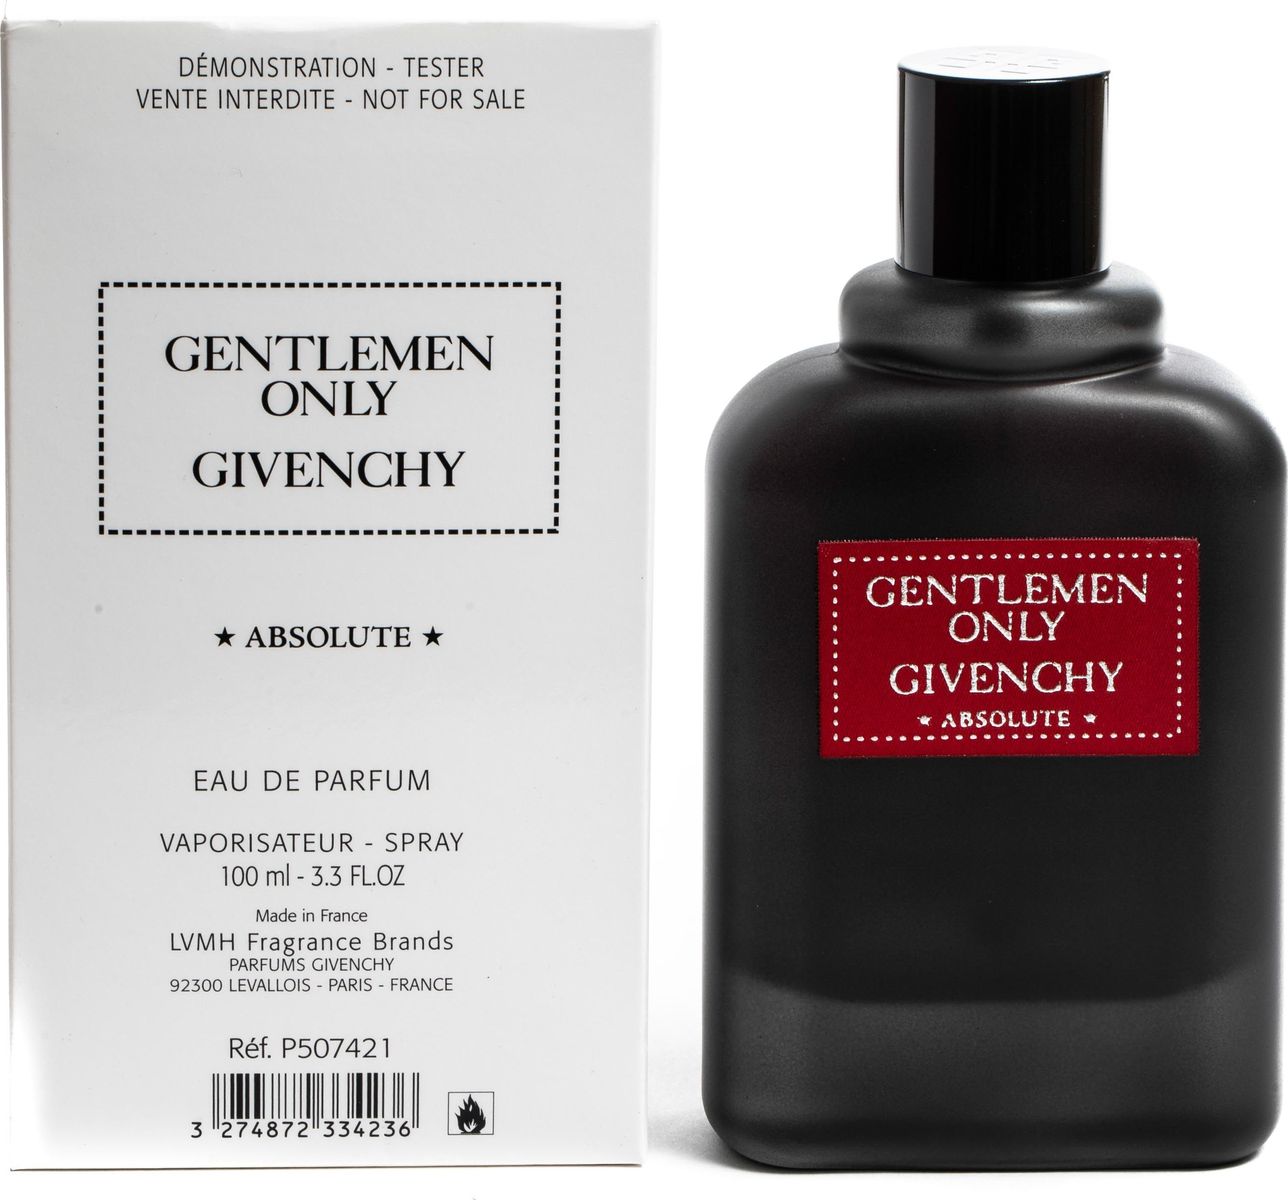 DÉMONSTRATION - TESTER
VENTE INTERDITE - NOT FOR SALE
GENTLEMEN
ONLY
GIVENCHY
★ ABSOLUTE ★
EAU DE PARFUM
VAPORISATEUR - SPRAY
100 ml - 3.3 FL.OZ
Made in France
LVMH Fragrance Brands
PARFUMS GIVENCHY
92300 LEVALLOIS - PARIS - FRANCE
Réf. P507421
3 274872 334236
GENTLEMEN
ONLY
GIVENCHY
★ ABSOLUTE ★